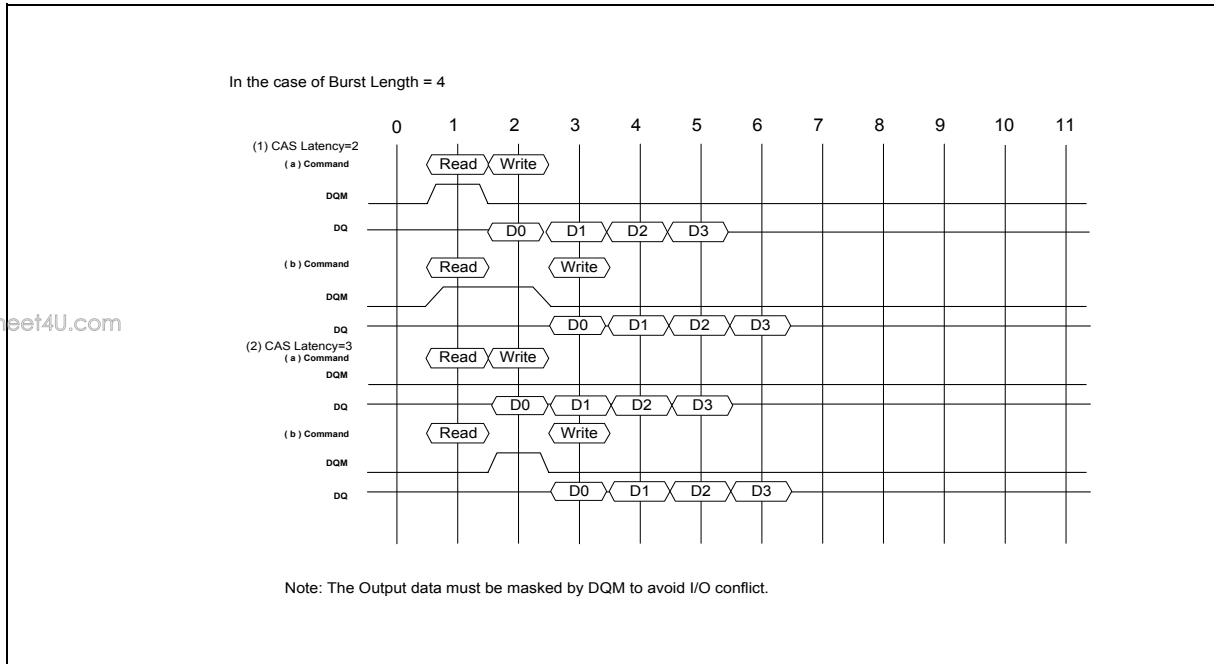 In the case of Burst Length = 4
0 1 2 3 4 5 6 7 8 9 10 11
(1) CAS Latency=2
( a ) Command Read Write
DQM
DQ D0 D1 D2 D3
( b ) Command Read Write
DQM
DQ D0 D1 D2 D3
(2) CAS Latency=3
( a ) Command Read Write
DQM
DQ D0 D1 D2 D3
( b ) Command Read Write
DQM
DQ D0 D1 D2 D3
Note: The Output data must be masked by DQM to avoid I/O conflict.
eet4U.com